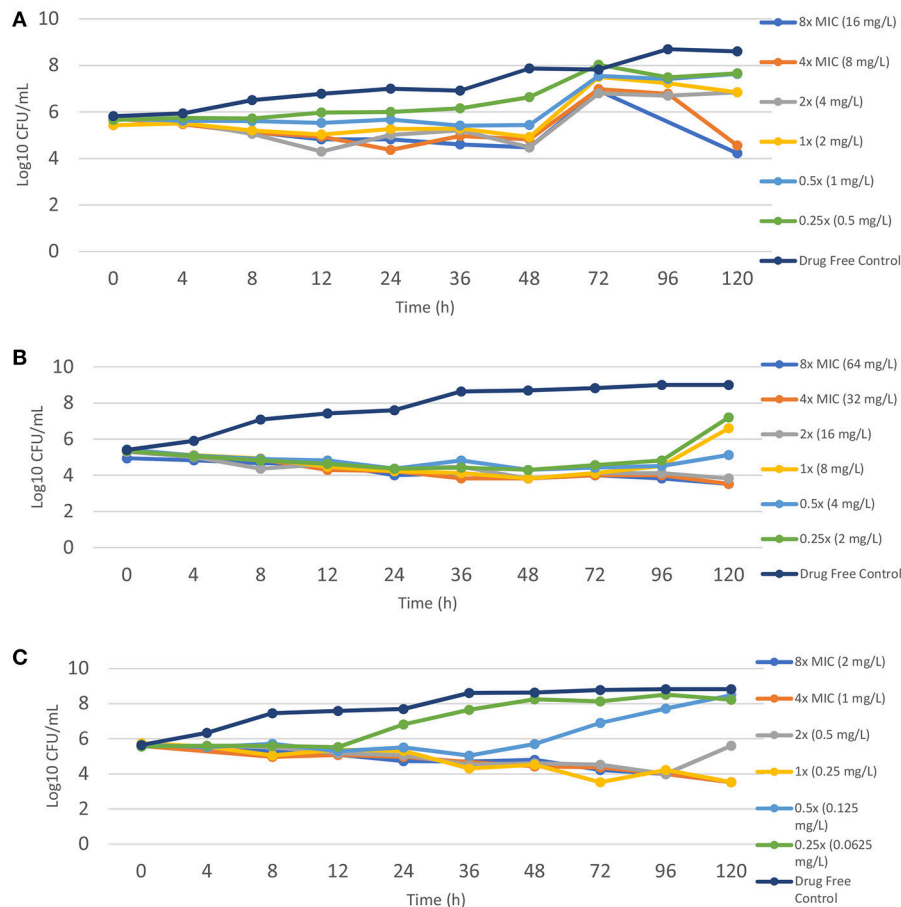 A
10
8
6
4
2
0
Log10 CFU/mL
0 4 8 12 24 36 48 72 96 120
Time (h)
8x MIC (16 mg/L)
4x MIC (8 mg/L)
2x (4 mg/L)
1x (2 mg/L)
0.5x (1 mg/L)
0.25x (0.5 mg/L)
Drug Free Control
B
10
8
6
4
2
0
Log10 CFU/mL
0 4 8 12 24 36 48 72 96 120
Time (h)
8x MIC (64 mg/L)
4x MIC (32 mg/L)
2x (16 mg/L)
1x (8 mg/L)
0.5x (4 mg/L)
0.25x (2 mg/L)
Drug Free Control
C
10
8
6
4
2
0
Log10 CFU/mL
0 4 8 12 24 36 48 72 96 120
Time (h)
8x MIC (2 mg/L)
4x MIC (1 mg/L)
2x (0.5 mg/L)
1x (0.25 mg/L)
0.5x (0.125
mg/L)
0.25x (0.0625
mg/L)
Drug Free
Control